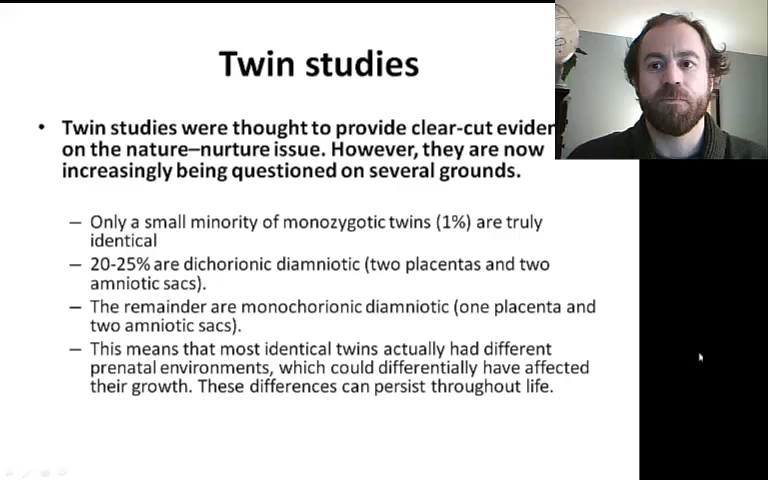 Twin studies
• Twin studies were thought to provide clear-cut
on the nature–nurture issue. However, they are now
increasingly being questioned on several grounds.
– Only a small minority of monozygotic twins (1%) are truly
identical
– 20-25% are dichorionic diamniotic (two placentas and two
amniotic sacs).
– The remainder are monochorionic diamniotic (one placenta and
two amniotic sacs).
– This means that most identical twins actually had different
prenatal environments, which could differentially have affected
their growth. These differences can persist throughout life.